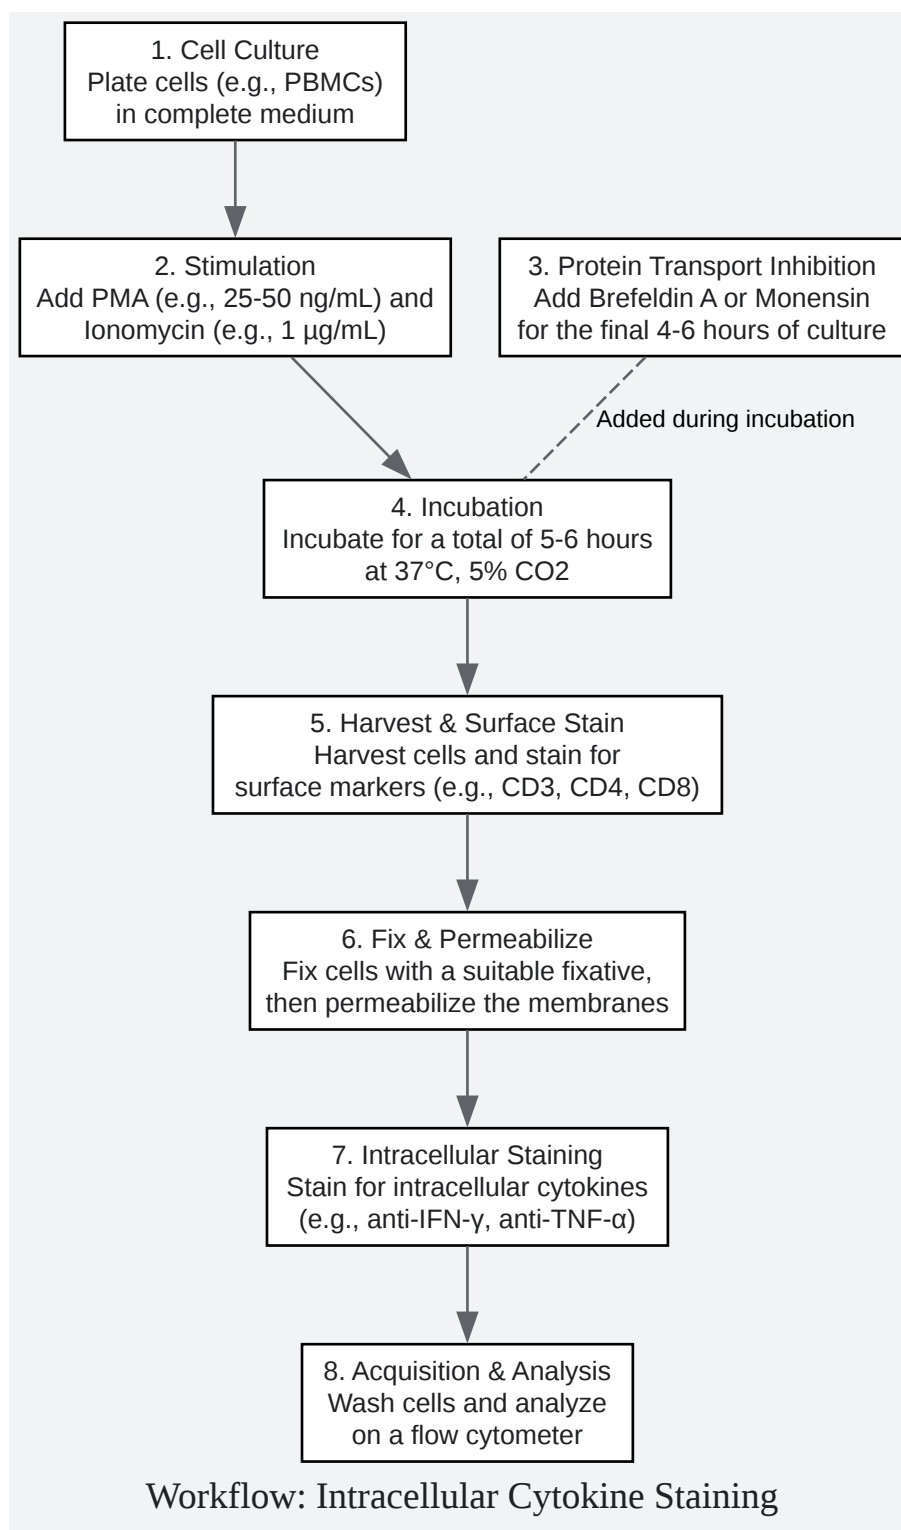 1. Cell Culture
Plate cells (e.g., PBMCs)
in complete medium
2. Stimulation
Add PMA (e.g., 25-50 ng/mL) and
Ionomycin (e.g., 1 µg/mL)
3. Protein Transport Inhibition
Add Brefeldin A or Monensin
for the final 4-6 hours of culture
Added during incubation
4. Incubation
Incubate for a total of 5-6 hours
at 37°C, 5% CO2
5. Harvest & Surface Stain
Harvest cells and stain for
surface markers (e.g., CD3, CD4, CD8)
6. Fix & Permeabilize
Fix cells with a suitable fixative,
then permeabilize the membranes
7. Intracellular Staining
Stain for intracellular cytokines
(e.g., anti-IFN-γ, anti-TNF-α)
8. Acquisition & Analysis
Wash cells and analyze
on a flow cytometer
Workflow: Intracellular Cytokine Staining